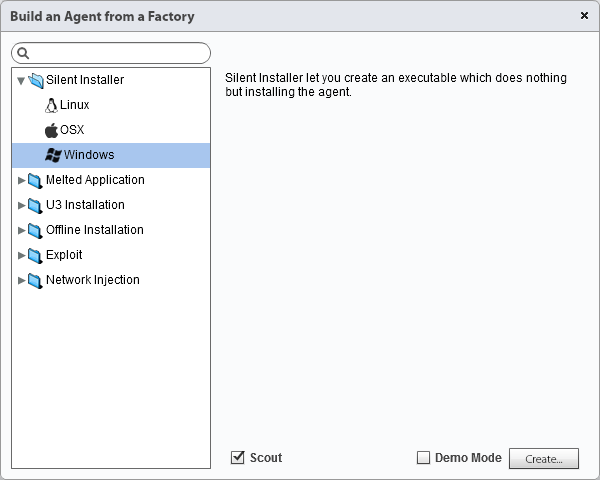 Build an Agent from a Factory
Silent Installer
Linux
OSX
Windows
Melted Application
U3 Installation
Offline Installation
Exploit
Network Injection
Silent Installer let you create an executable which does nothing
but installing the agent.
Scout
Demo Mode
Create...